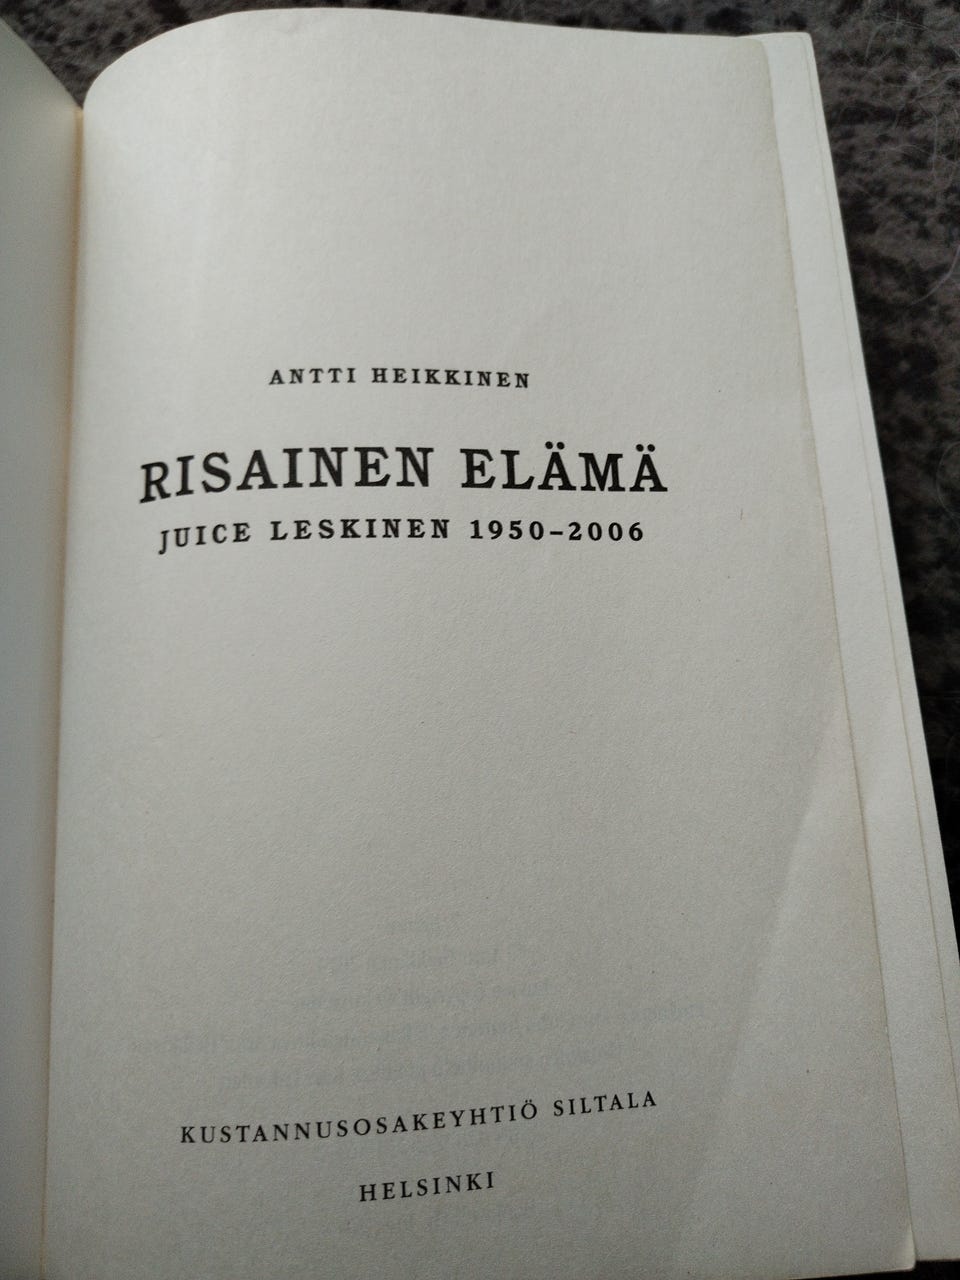 ANTTI HEIKKINEN
RISAINEN ELÄMÄ
JUICE LESKINEN 1950–2006
KUSTANNUSOSAKEYHTIÖ SILTALA
HELSINKI